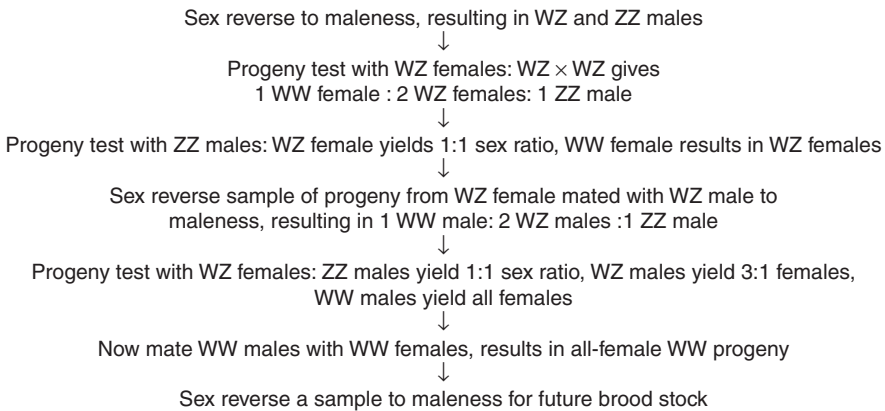 Sex reverse to maleness, resulting in WZ and ZZ males
↓
Progeny test with WZ females: WZ × WZ gives
1 WW female : 2 WZ females: 1 ZZ male
↓
Progeny test with ZZ males: WZ female yields 1:1 sex ratio, WW female results in WZ females
↓
Sex reverse sample of progeny from WZ female mated with WZ male to
maleness, resulting in 1 WW male: 2 WZ males :1 ZZ male
↓
Progeny test with WZ females: ZZ males yield 1:1 sex ratio, WZ males yield 3:1 females,
WW males yield all females
↓
Now mate WW males with WW females, results in all-female WW progeny
↓
Sex reverse a sample to maleness for future brood stock